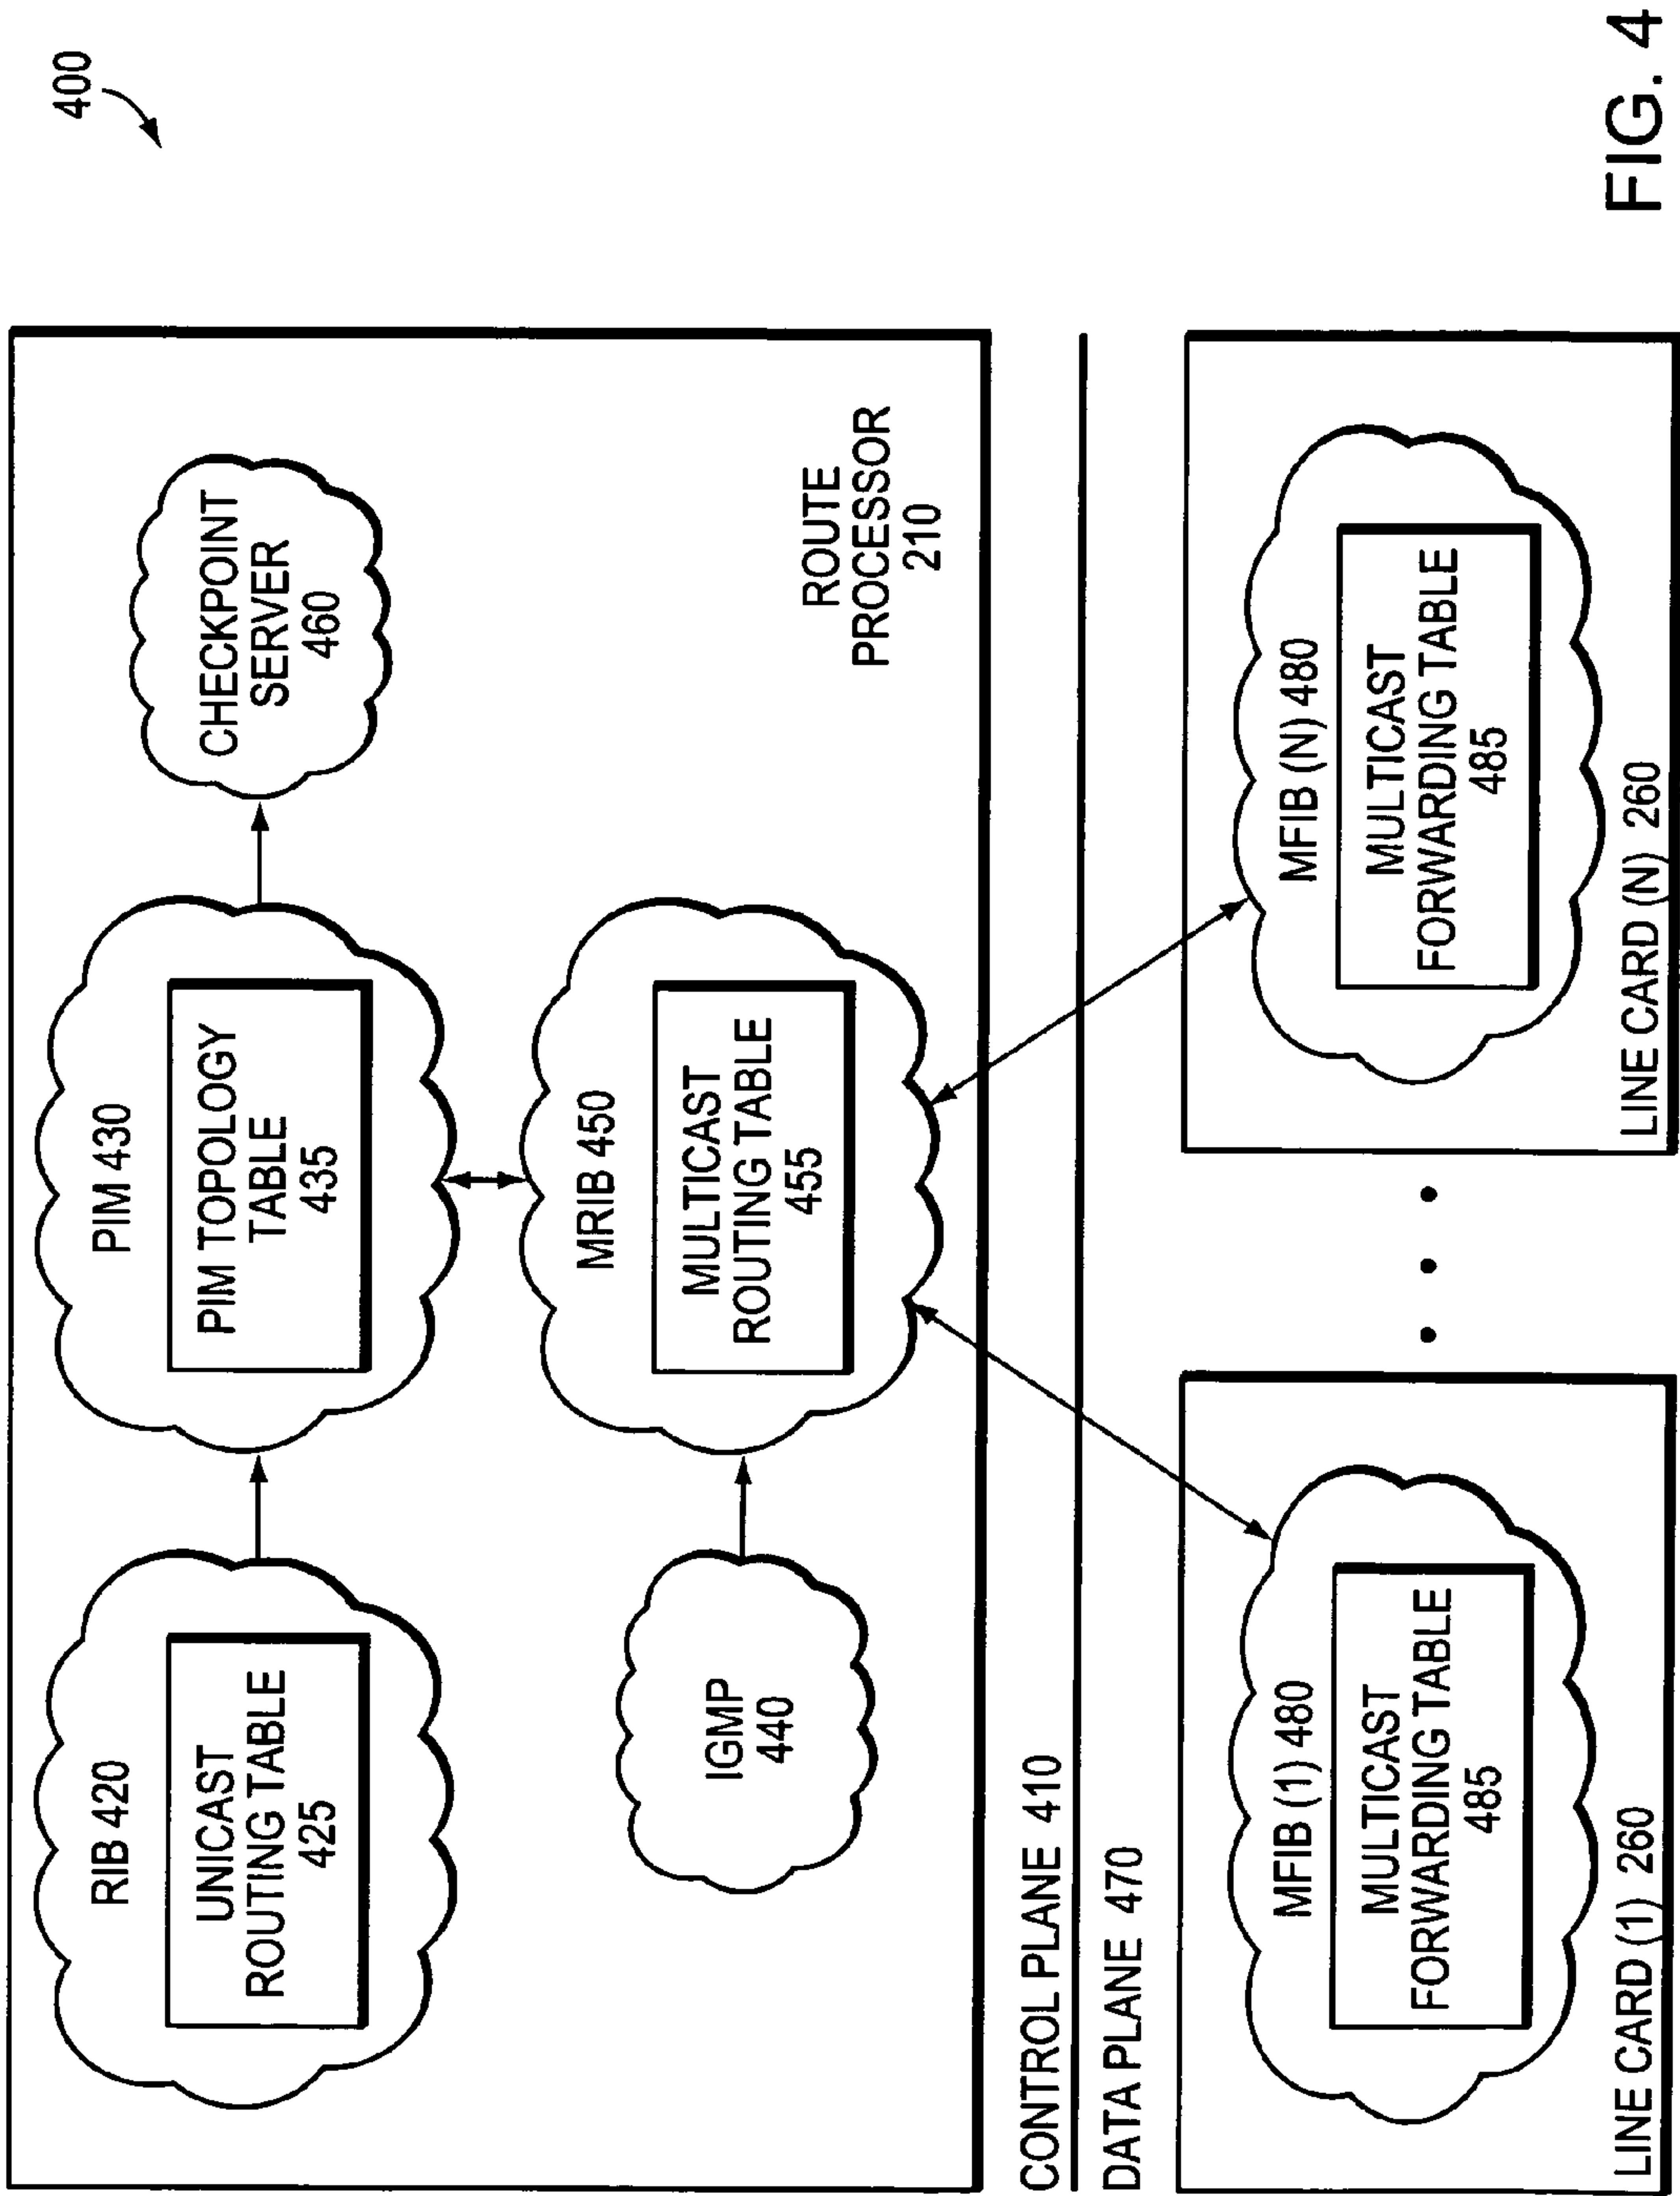 400
RIB 420
UNICAST
ROUTING TABLE
425
PIM 430
PIM TOPOLOGY
TABLE
435
CHECKPOINT
SERVER
460
IGMP
440
MRIB 450
MULTICAST
ROUTING TABLE
455
ROUTE
PROCESSOR
210
CONTROL PLANE 410
DATA PLANE 470
MFIB (1) 480
MULTICAST
FORWARDING TABLE
485
LINE CARD (1) 260
MFIB (N) 480
MULTICAST
FORWARDING TABLE
485
LINE CARD (N) 260
FIG. 4